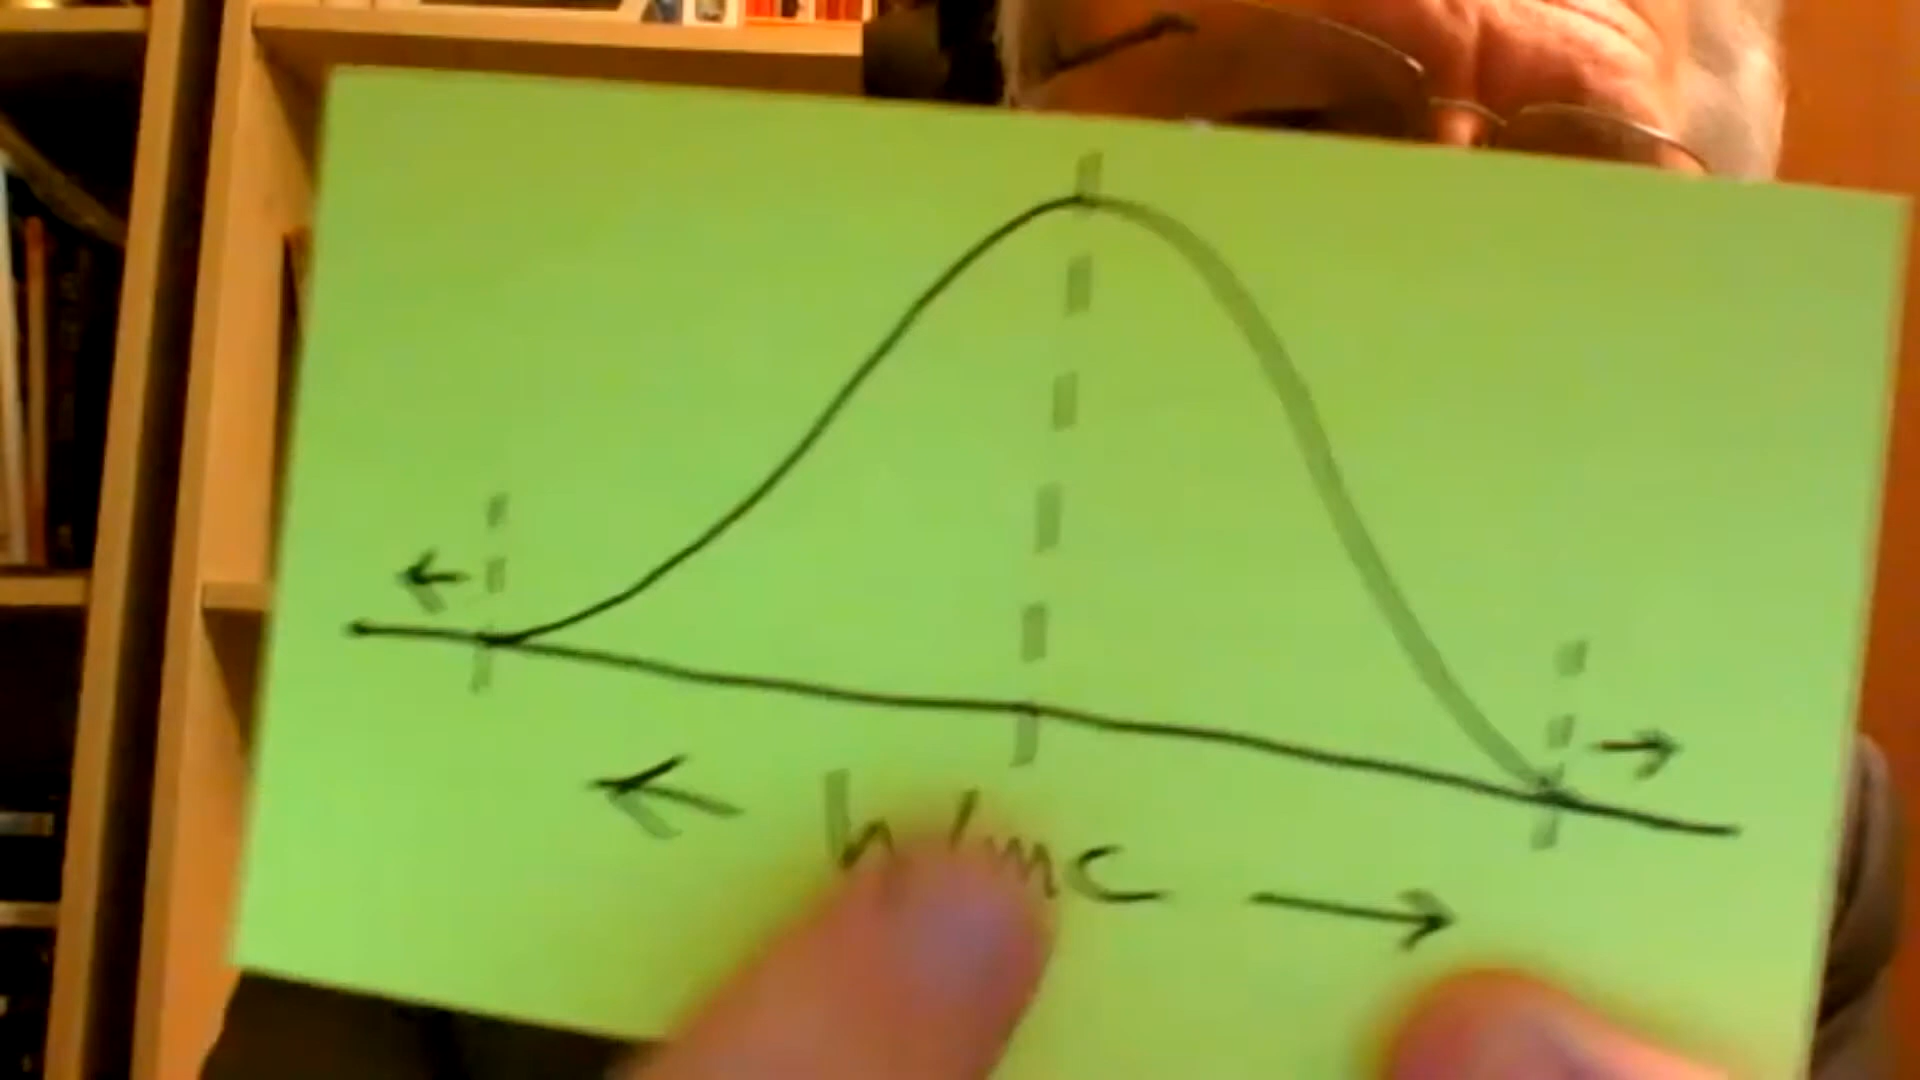 ← h/mc →